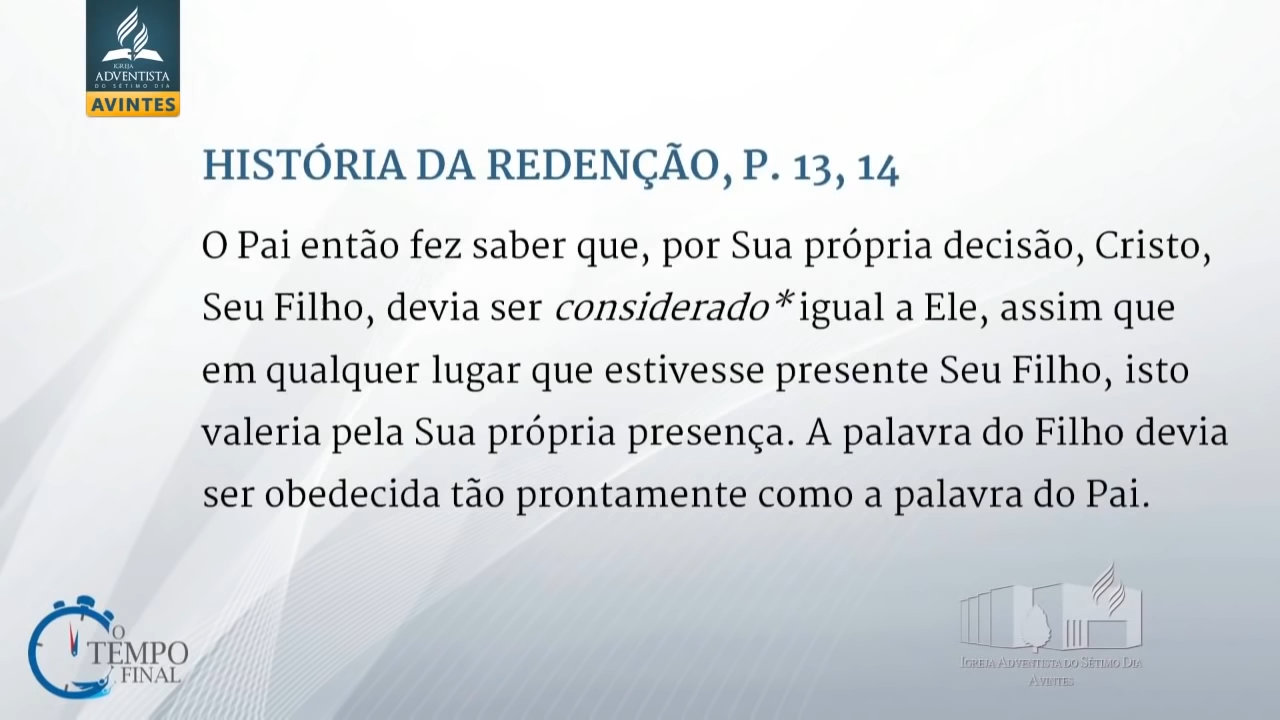 IGREJA
ADVENTISTA
DO SÉTIMO DIA
AVINTES
HISTÓRIA DA REDENÇÃO, P. 13, 14
O Pai então fez saber que, por Sua própria decisão, Cristo,
Seu Filho, devia ser considerado* igual a Ele, assim que
em qualquer lugar que estivesse presente Seu Filho, isto
valeria pela Sua própria presença. A palavra do Filho devia
ser obedecida tão prontamente como a palavra do Pai.
O
TEMPO
FINAL
IGREJA ADVENTISTA DO SÉTIMO DIA
AVINTES